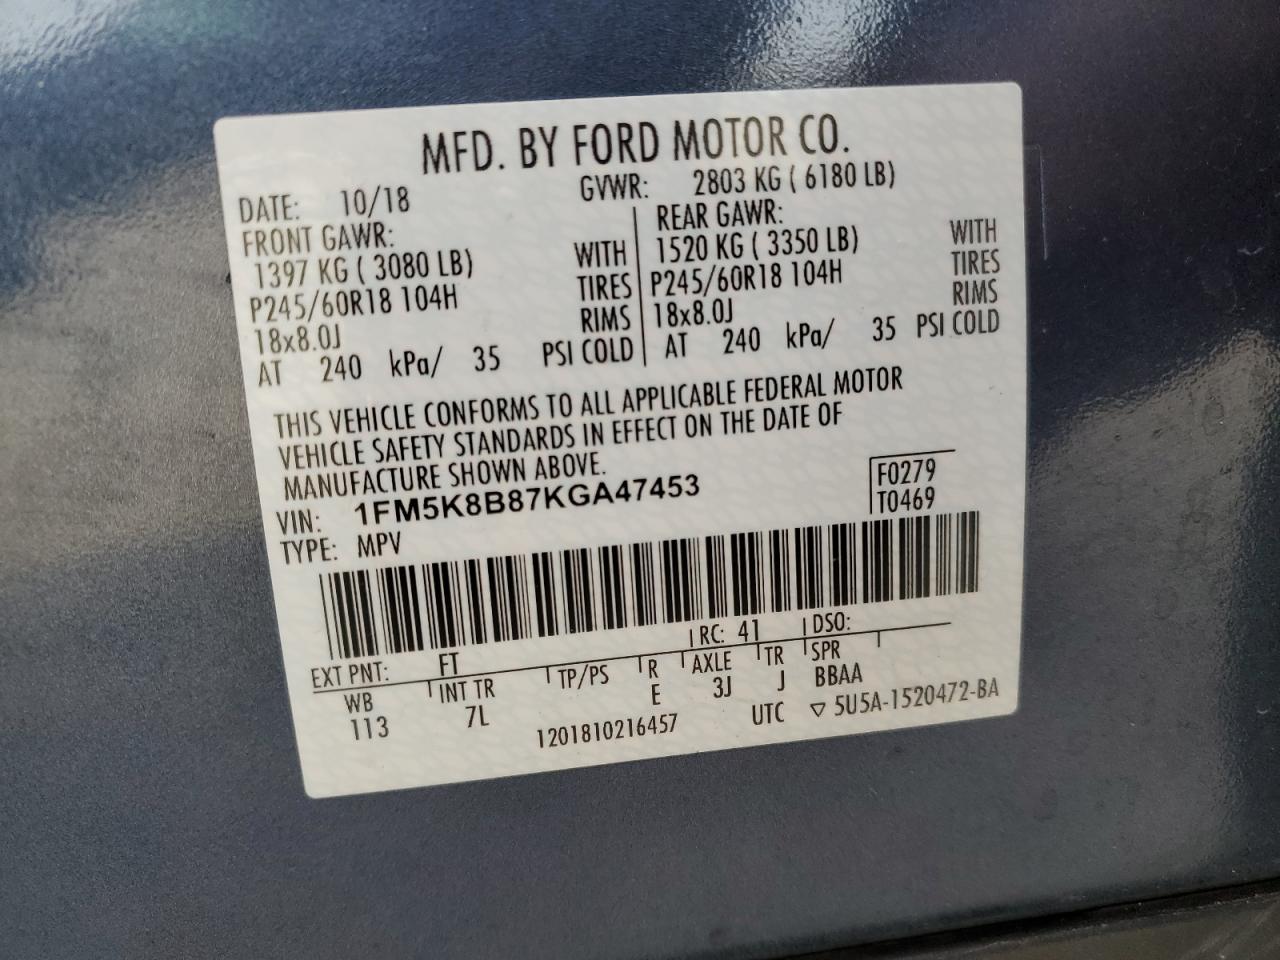 MFD. BY FORD MOTOR CO.
DATE: 10/18 GVWR: 2803 KG ( 6180 LB)
FRONT GAWR: REAR GAWR:
1397 KG ( 3080 LB) WITH 1520 KG ( 3350 LB) WITH
P245/60R18 104H TIRES P245/60R18 104H TIRES
18x8.0J RIMS 18x8.0J RIMS
AT 240 kPa/ 35 PSI COLD AT 240 kPa/ 35 PSI COLD
THIS VEHICLE CONFORMS TO ALL APPLICABLE FEDERAL MOTOR
VEHICLE SAFETY STANDARDS IN EFFECT ON THE DATE OF
MANUFACTURE SHOWN ABOVE.
F0279
VIN: 1FM5K8B87KGA47453 T0469
TYPE: MPV
EXT PNT: FT RC: 41 DSO:
WB INT TR TP/PS R AXLE TR SPR
113 7L E 3J J BBAA
1201810216457 UTC ▽ 5U5A-1520472-BA